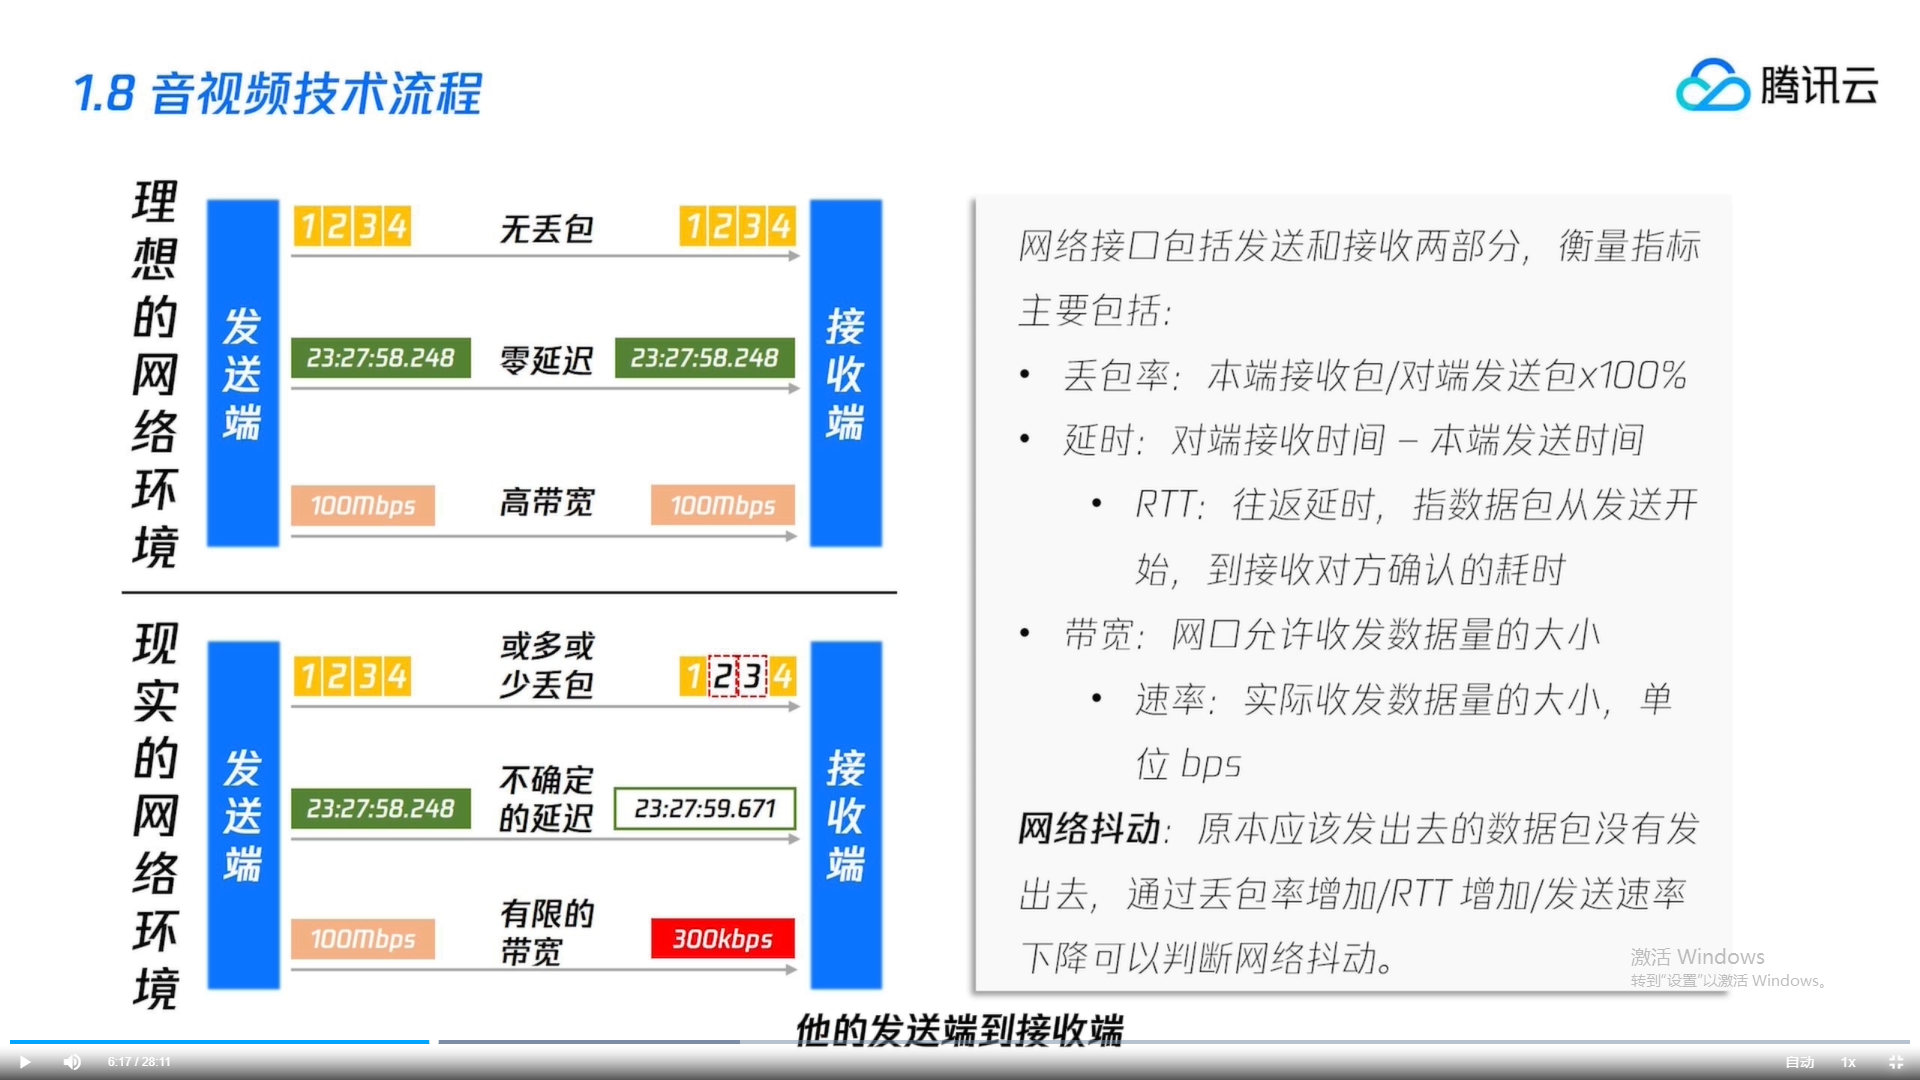 1.8 音视频技术流程
腾讯云
理想的网络环境
发送端
1 2 3 4
无丢包
1 2 3 4
23:27:58.248
零延迟
23:27:58.248
100Mbps
高带宽
100Mbps
接收端
现实的网络环境
发送端
1 2 3 4
或多或
少丢包
1 2 3 4
23:27:58.248
不确定
的延迟
23:27:59.671
100Mbps
有限的
带宽
300kbps
接收端
网络接口包括发送和接收两部分，衡量指标
主要包括：
• 丢包率：本端接收包/对端发送包x100%
• 延时：对端接收时间 – 本端发送时间
• RTT：往返延时，指数据包从发送开
始，到接收对方确认的耗时
• 带宽：网口允许收发数据量的大小
• 速率：实际收发数据量的大小，单
位 bps
网络抖动：原本应该发出去的数据包没有发
出去，通过丢包率增加/RTT 增加/发送速率
下降可以判断网络抖动。
激活 Windows
转到“设置”以激活 Windows。
他的发送端到接收端
6:17 / 28:11
自动
1x